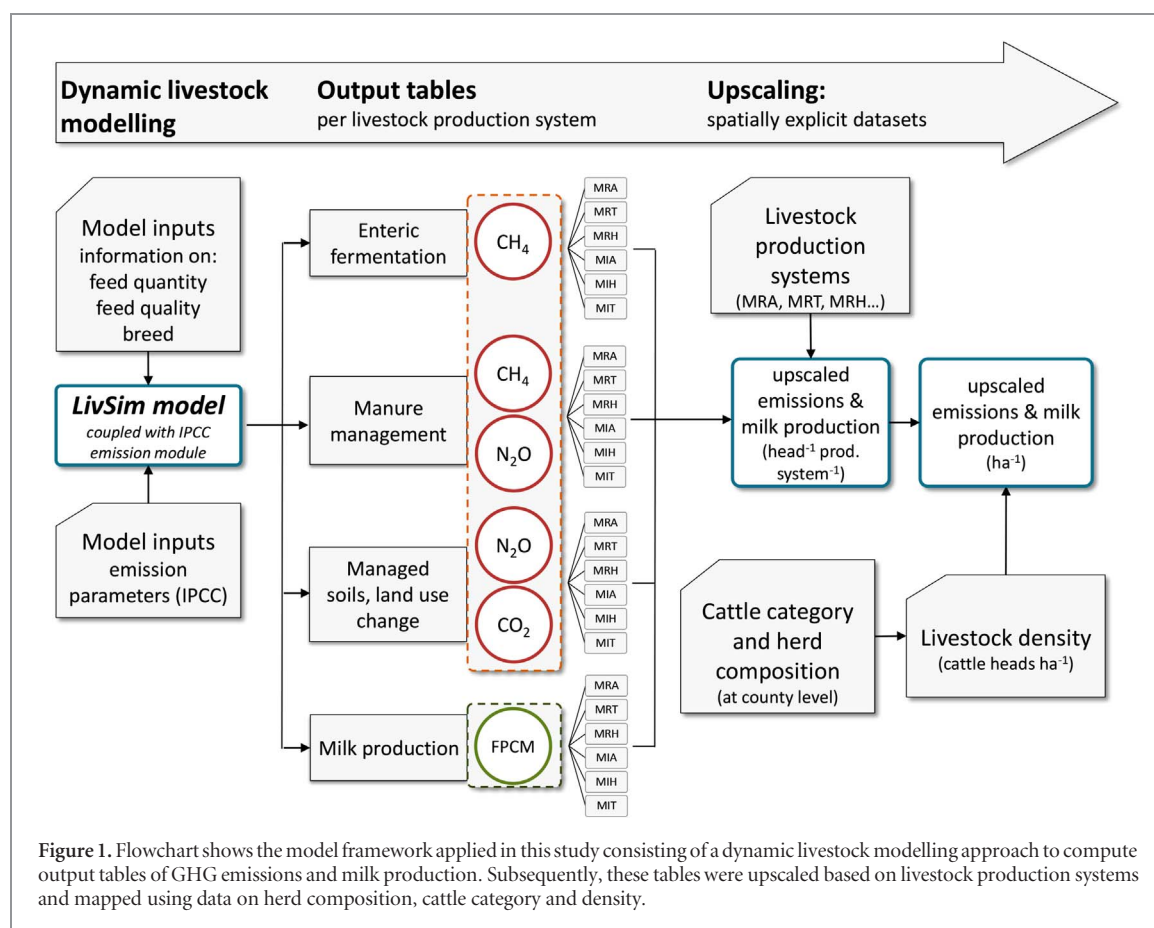 Dynamic livestock
modelling
Output tables
per livestock production system
Upscaling:
spatially explicit datasets
Model inputs
information on:
feed quantity
feed quality
breed
LivSim model
coupled with IPCC
emission module
Model inputs
emission
parameters (IPCC)
Enteric
fermentation
CH₄
MRA
MRT
MRH
MIA
MIH
MIT
Manure
management
CH₄
N₂O
MRA
MRT
MRH
MIA
MIH
MIT
Managed
soils, land use
change
N₂O
CO₂
MRA
MRT
MRH
MIA
MIH
MIT
Milk production
FPCM
MRA
MRT
MRH
MIA
MIH
MIT
Livestock
production
systems
(MRA, MRT, MRH...)
upscaled
emissions &
milk production
(head⁻¹ prod.
system⁻¹)
upscaled
emissions & milk
production
(ha⁻¹)
Cattle category
and herd
composition
(at county level)
Livestock density
(cattle heads ha⁻¹)
Figure 1. Flowchart shows the model framework applied in this study consisting of a dynamic livestock modelling approach to compute
output tables of GHG emissions and milk production. Subsequently, these tables were upscaled based on livestock production systems
and mapped using data on herd composition, cattle category and density.